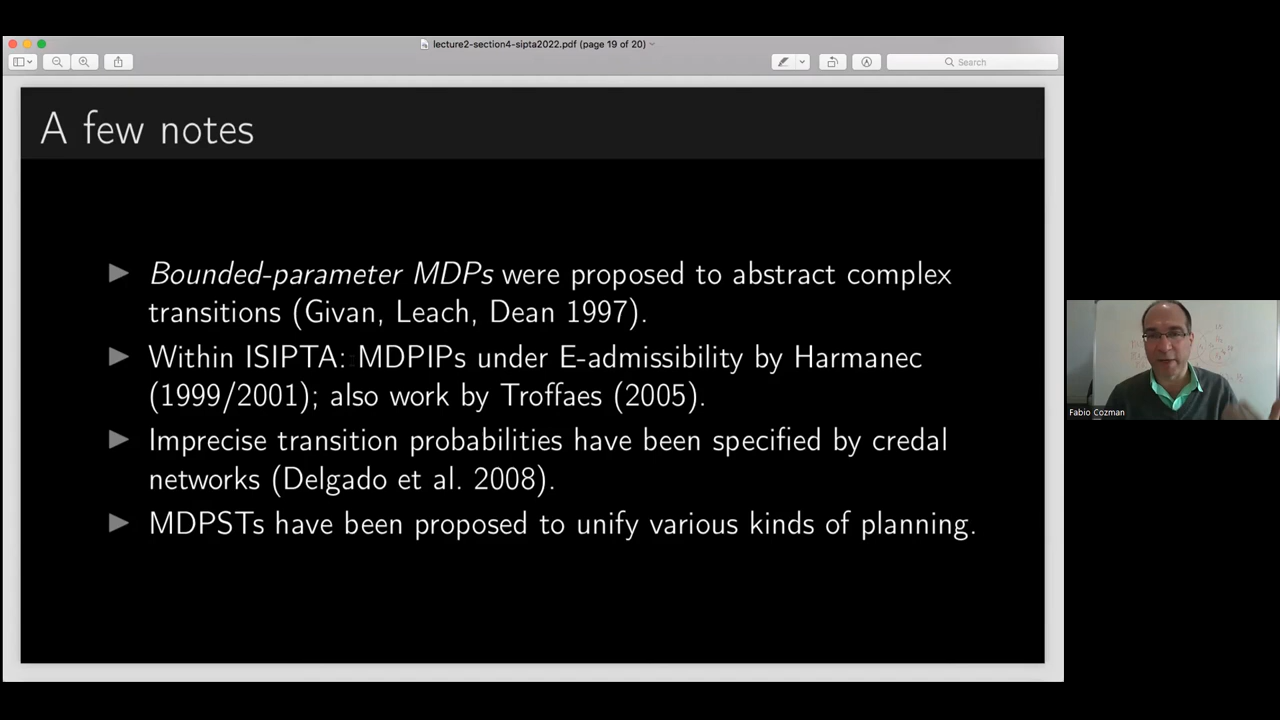 lecture2-section4-sipta2022.pdf (page 19 of 20)
Search
A few notes
Bounded-parameter MDPs were proposed to abstract complex
transitions (Givan, Leach, Dean 1997).
Within ISIPTA: MDPIPs under E-admissibility by Harmanec
(1999/2001); also work by Troffaes (2005).
Imprecise transition probabilities have been specified by credal
networks (Delgado et al. 2008).
MDPSTs have been proposed to unify various kinds of planning.
Fabio Cozman